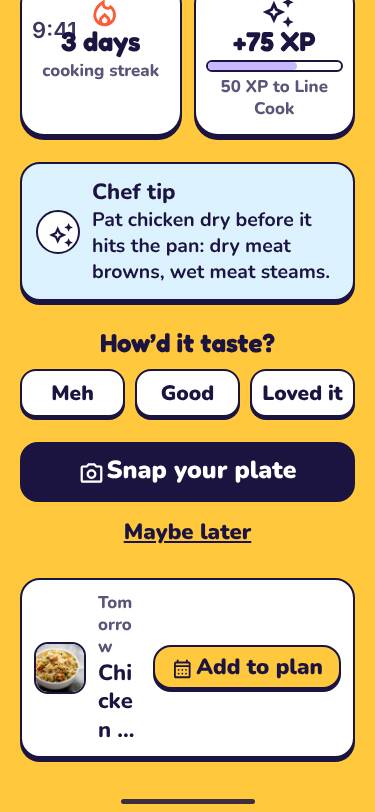 9:41
3 days
cooking streak
+75 XP
50 XP to Line
Cook
Chef tip
Pat chicken dry before it
hits the pan: dry meat
browns, wet meat steams.
How’d it taste?
Meh
Good
Loved it
Snap your plate
Maybe later
Tom
orro
w
Chi
cke
n ...
Add to plan